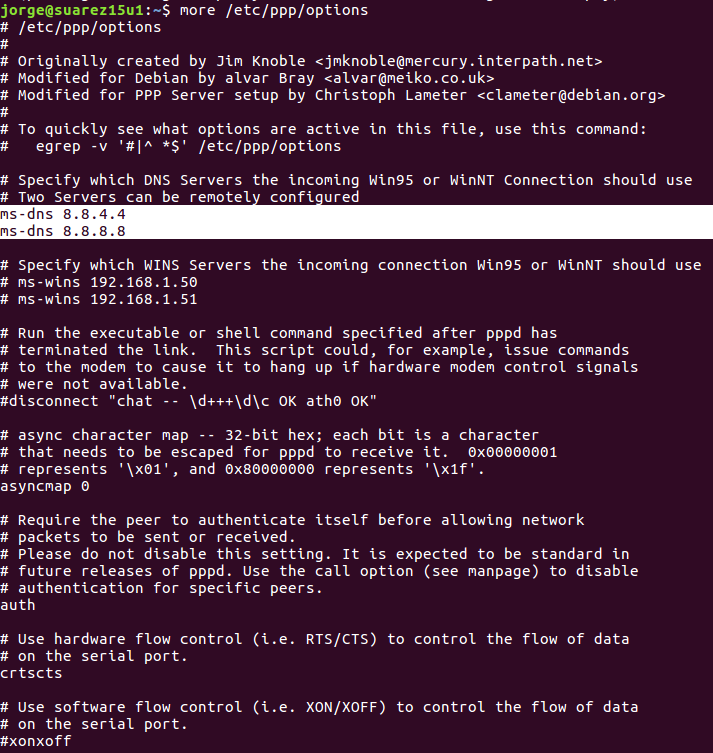 jorge@suarez15u1:~$ more /etc/ppp/options
# /etc/ppp/options
#
# Originally created by Jim Knoble <jmknoble@mercury.interpath.net>
# Modified for Debian by alvar Bray <alvar@meiko.co.uk>
# Modified for PPP Server setup by Christoph Lameter <clameter@debian.org>
#
# To quickly see what options are active in this file, use this command:
#   egrep -v '#|^ *$' /etc/ppp/options

# Specify which DNS Servers the incoming Win95 or WinNT Connection should use
# Two Servers can be remotely configured
ms-dns 8.8.4.4
ms-dns 8.8.8.8

# Specify which WINS Servers the incoming connection Win95 or WinNT should use
# ms-wins 192.168.1.50
# ms-wins 192.168.1.51

# Run the executable or shell command specified after pppd has
# terminated the link.  This script could, for example, issue commands
# to the modem to cause it to hang up if hardware modem control signals
# were not available.
#disconnect "chat -- \d+++\d\c OK ath0 OK"

# async character map -- 32-bit hex; each bit is a character
# that needs to be escaped for pppd to receive it.  0x00000001
# represents '\x01', and 0x80000000 represents '\x1f'.
asyncmap 0

# Require the peer to authenticate itself before allowing network
# packets to be sent or received.
# Please do not disable this setting. It is expected to be standard in
# future releases of pppd. Use the call option (see manpage) to disable
# authentication for specific peers.
auth

# Use hardware flow control (i.e. RTS/CTS) to control the flow of data
# on the serial port.
crtscts

# Use software flow control (i.e. XON/XOFF) to control the flow of data
# on the serial port.
#xonxoff